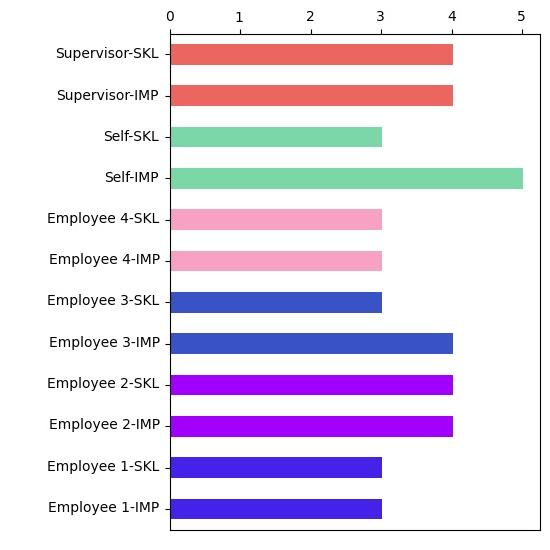 0 1 2 3 4 5
Supervisor-SKL
Supervisor-IMP
Self-SKL
Self-IMP
Employee 4-SKL
Employee 4-IMP
Employee 3-SKL
Employee 3-IMP
Employee 2-SKL
Employee 2-IMP
Employee 1-SKL
Employee 1-IMP